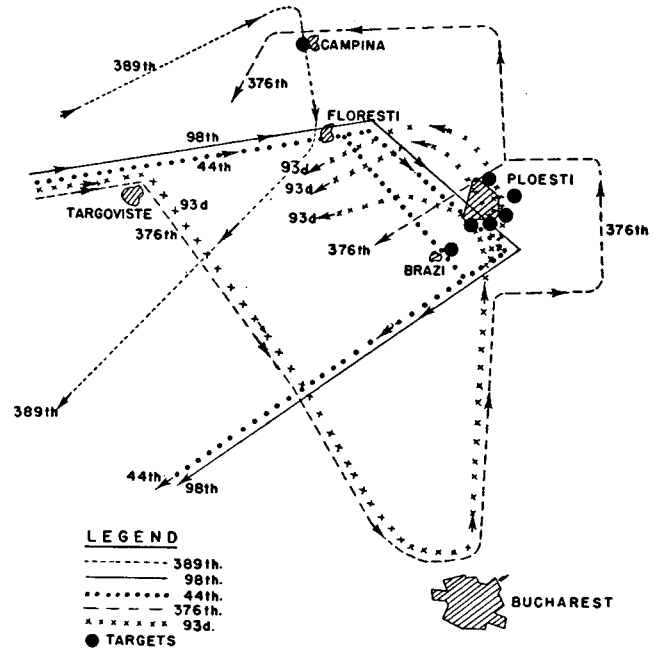 CAMPINA
389th
376th
FLORESTI
98th
44th
93d
93d
93d
PLOESTI
TARGOVISTE
93d
376th
376th
BRAZI
376th
389th
44th.
98th
LEGEND
389th.
98th.
44th.
376th.
93d.
TARGETS
BUCHAREST